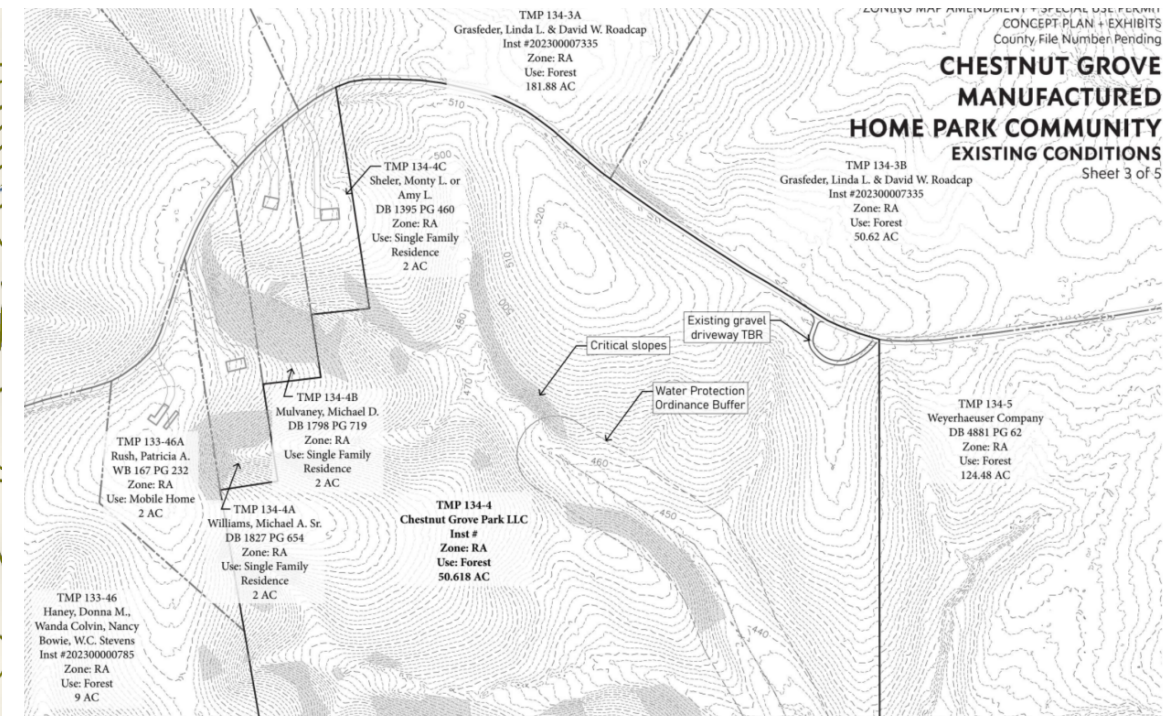 ZONING MAP AMENDMENT + SPECIAL USE PERMIT
CONCEPT PLAN + EXHIBITS
County File Number Pending
CHESTNUT GROVE
MANUFACTURED
HOME PARK COMMUNITY
EXISTING CONDITIONS
Sheet 3 of 5
TMP 134-3A
Grasfeder, Linda L. & David W. Roadcap
Inst #202300007335
Zone: RA
Use: Forest
181.88 AC
TMP 134-3B
Grasfeder, Linda L. & David W. Roadcap
Inst #202300007335
Zone: RA
Use: Forest
50.62 AC
510
500
TMP 134-4C
Sheler, Monty L. or
Amy L.
DB 1395 PG 460
Zone: RA
Use: Single Family
Residence
2 AC
520
510
500
480
470
Existing gravel
driveway TBR
Critical slopes
Water Protection
Ordinance Buffer
TMP 134-4B
Mulvaney, Michael D.
DB 1798 PG 719
Zone: RA
Use: Single Family
Residence
2 AC
TMP 134-5
Weyerhaeuser Company
DB 4881 PG 62
Zone: RA
Use: Forest
124.48 AC
TMP 133-46A
Rush, Patricia A.
WB 167 PG 232
Zone: RA
Use: Mobile Home
2 AC
460
450
440
TMP 134-4A
Williams, Michael A. Sr.
DB 1827 PG 654
Zone: RA
Use: Single Family
Residence
2 AC
TMP 134-4
Chestnut Grove Park LLC
Inst #
Zone: RA
Use: Forest
50.618 AC
TMP 133-46
Haney, Donna M.,
Wanda Colvin, Nancy
Bowie, W.C. Stevens
Inst #202300000785
Zone: RA
Use: Forest
9 AC